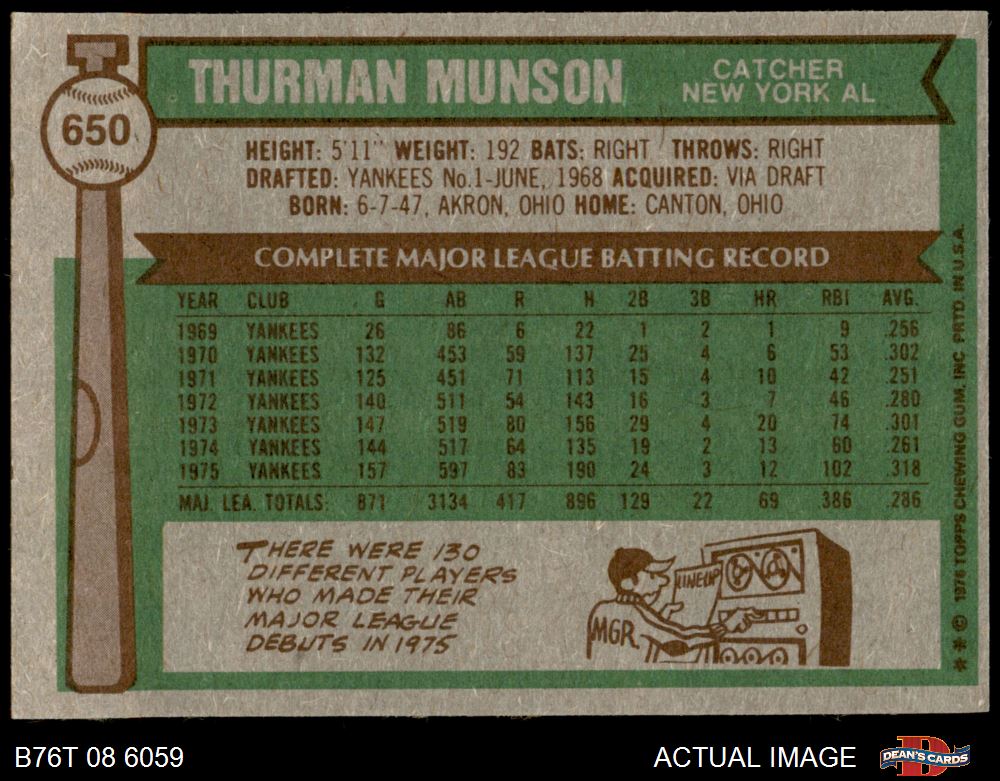 650
THURMAN MUNSON
CATCHER
NEW YORK AL
HEIGHT: 5'11" WEIGHT: 192 BATS: RIGHT THROWS: RIGHT
DRAFTED: YANKEES No.1-JUNE, 1968 ACQUIRED: VIA DRAFT
BORN: 6-7-47, AKRON, OHIO HOME: CANTON, OHIO
COMPLETE MAJOR LEAGUE BATTING RECORD
YEAR CLUB G AB R H 2B 3B HR RBI AVG.
1969 YANKEES 26 86 6 22 1 2 1 9 .256
1970 YANKEES 132 453 59 137 25 4 6 53 .302
1971 YANKEES 125 451 71 113 15 4 10 42 .251
1972 YANKEES 140 511 54 143 16 3 7 46 .280
1973 YANKEES 147 519 80 156 29 4 20 74 .301
1974 YANKEES 144 517 64 135 19 2 13 60 .261
1975 YANKEES 157 597 83 190 24 3 12 102 .318
MAJ. LEA. TOTALS: 871 3134 417 896 129 22 69 386 .286
THERE WERE 130
DIFFERENT PLAYERS
WHO MADE THEIR
MAJOR LEAGUE
DEBUTS IN 1975
LINEUP
MGR.
** © 1976 TOPPS CHEWING GUM, INC. PRTD. IN U.S.A.
B76T 08 6059
ACTUAL IMAGE
DEAN'S CARDS